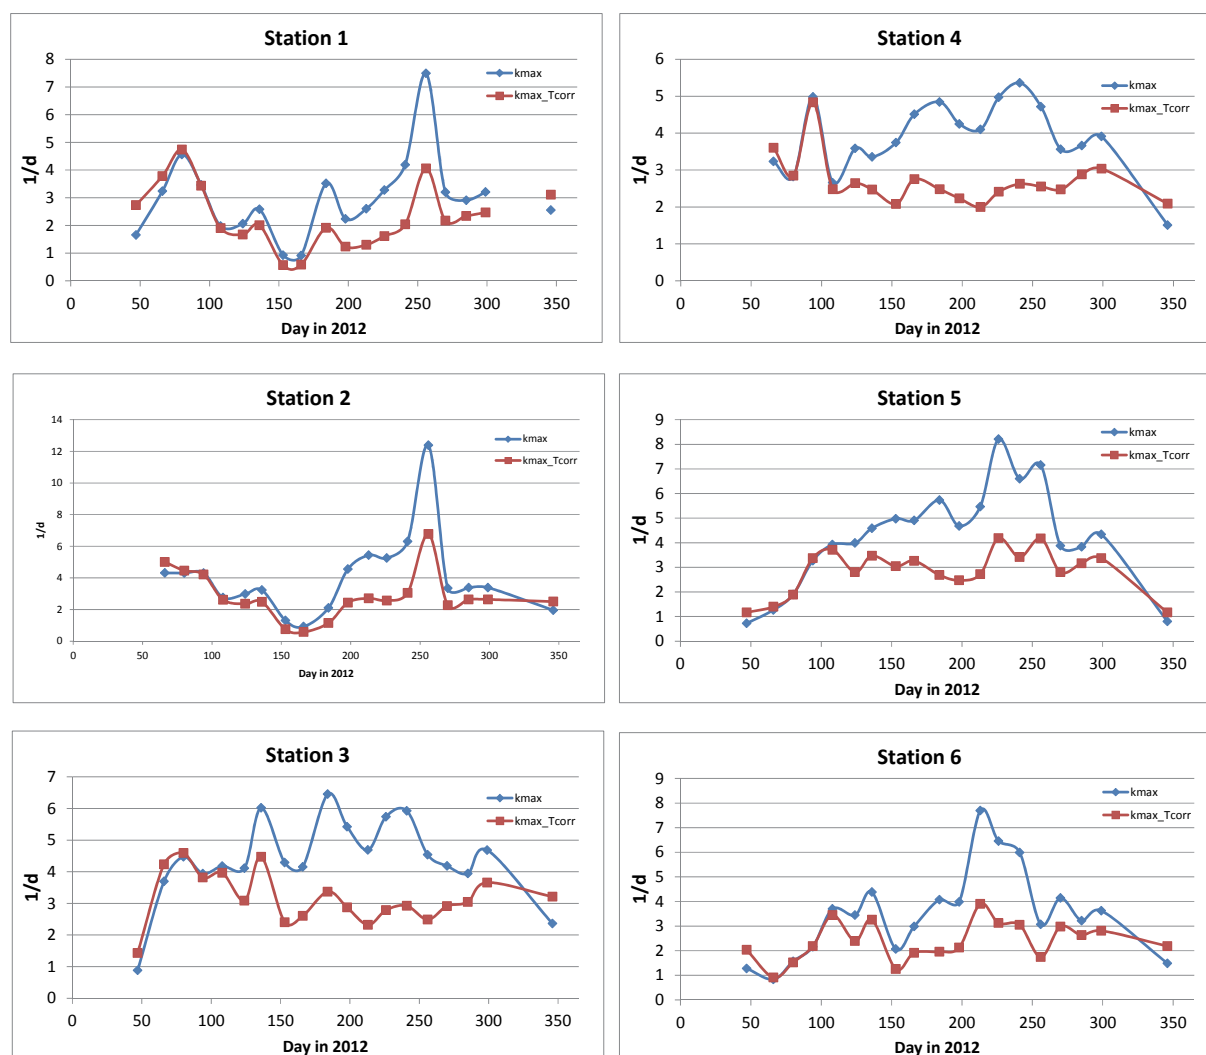 Station 1
8
7
6
5
4
3
2
1
0
1/d
kmax
kmax_Tcorr
0 50 100 150 200 250 300 350
Day in 2012
Station 4
6
5
4
3
2
1
0
1/d
kmax
kmax_Tcorr
0 50 100 150 200 250 300 350
Day in 2012
Station 2
14
12
10
8
6
4
2
0
1/d
kmax
kmax_Tcorr
0 50 100 150 200 250 300 350
Day in 2012
Station 5
9
8
7
6
5
4
3
2
1
0
1/d
kmax
kmax_Tcorr
0 50 100 150 200 250 300 350
Day in 2012
Station 3
7
6
5
4
3
2
1
0
1/d
kmax
kmax_Tcorr
0 50 100 150 200 250 300 350
Day in 2012
Station 6
9
8
7
6
5
4
3
2
1
0
1/d
kmax
kmax_Tcorr
0 50 100 150 200 250 300 350
Day in 2012